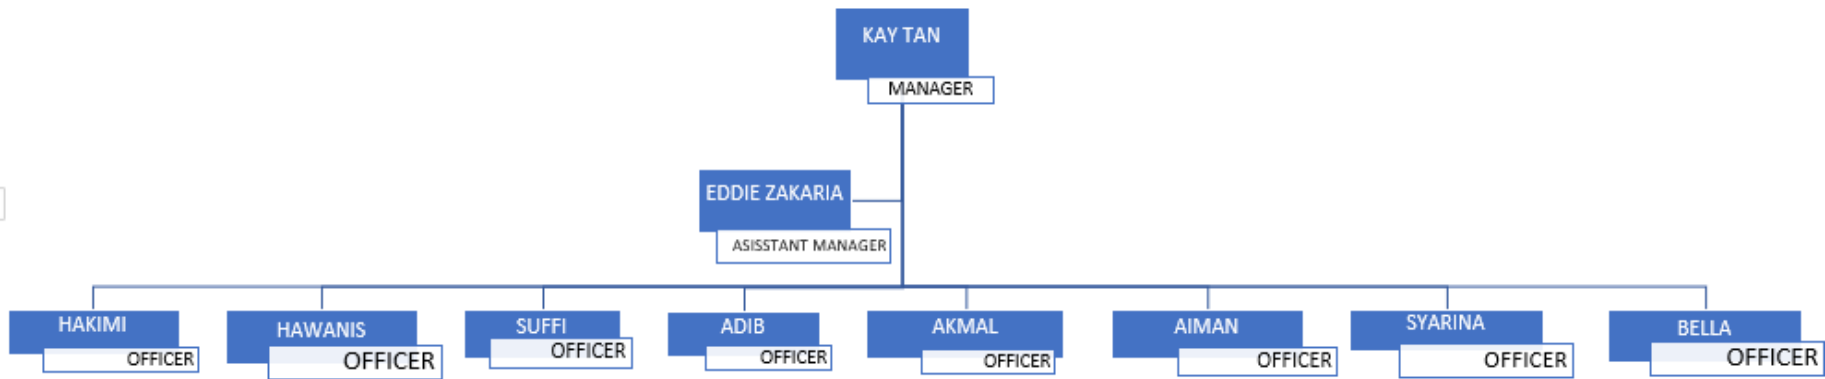 KAY TAN
MANAGER
EDDIE ZAKARIA
ASISSTANT MANAGER
HAKIMI
OFFICER
HAWANIS
OFFICER
SUFFI
OFFICER
ADIB
OFFICER
AKMAL
OFFICER
AIMAN
OFFICER
SYARINA
OFFICER
BELLA
OFFICER